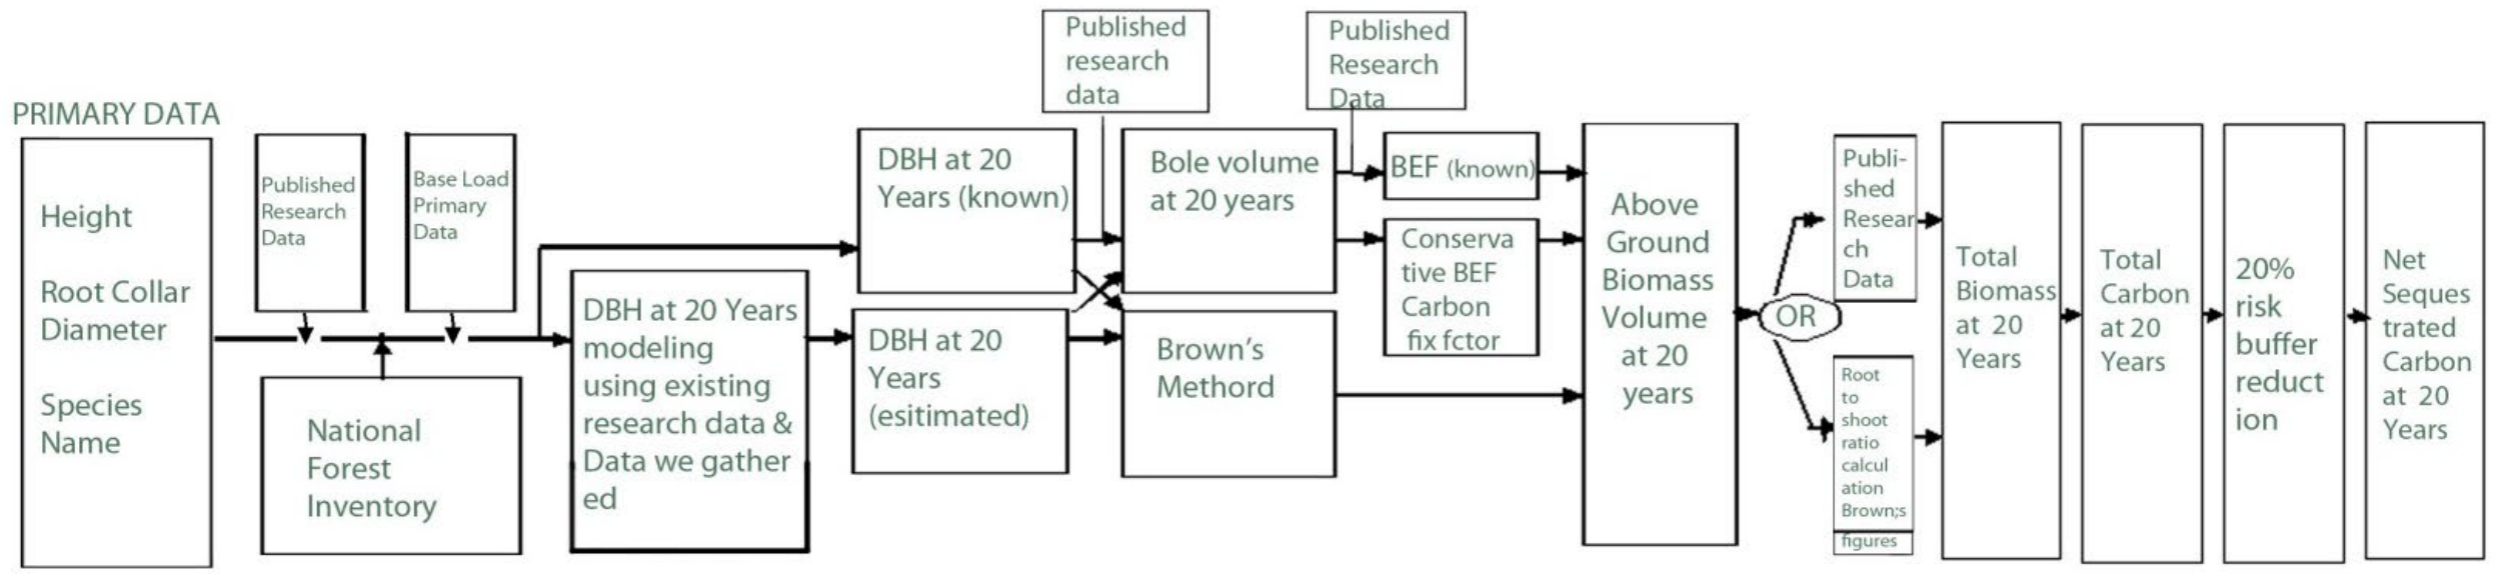 PRIMARY DATA
Height
Root Collar
Diameter
Species
Name
Published
Research
Data
Base Load
Primary
Data
National
Forest
Inventory
DBH at 20 Years
modeling
using existing
research data &
Data we gather
ed
DBH at 20
Years (known)
DBH at 20
Years
(esitimated)
Published
research
data
Bole volume
at 20 years
Brown's
Methord
Published
Research
Data
BEF (known)
Conserva
tive BEF
Carbon
fix fctor
Above
Ground
Biomass
Volume
at 20
years
OR
Publi-
shed
Resear
ch
Data
Root
to
shoot
ratio
calcul
ation
Brown;s
figures
Total
Biomass
at 20
Years
Total
Carbon
at 20
Years
20%
risk
buffer
reduct
ion
Net
Seques
trated
Carbon
at 20
Years